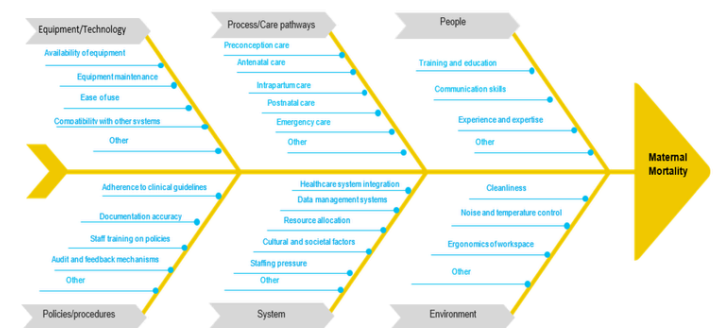 Equipment/Technology
Availability of equipment
Equipment maintenance
Ease of use
Compatibility with other systems
Other
Process/Care pathways
Preconception care
Antenatal care
Intrapartum care
Postnatal care
Emergency care
Other
People
Training and education
Communication skills
Experience and expertise
Other
Maternal
Mortality
Adherence to clinical guidelines
Documentation accuracy
Staff training on policies
Audit and feedback mechanisms
Other
Policies/procedures
Healthcare system integration
Data management systems
Resource allocation
Cultural and societal factors
Staffing pressure
Other
System
Cleanliness
Noise and temperature control
Ergonomics of workspace
Other
Environment